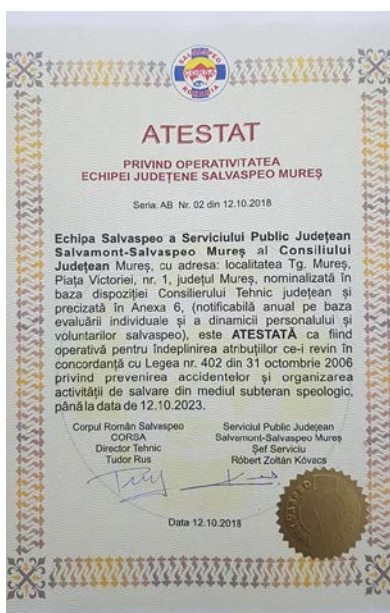 SALVASPEO
CORSA
ROMANIA
ATESTAT
PRIVIND OPERATIVITATEA
ECHIPEI JUDEȚENE SALVASPEO MUREȘ
Seria: AB Nr. 02 din 12.10.2018
Echipa Salvaspeo a Serviciului Public Județean
Salvamont-Salvaspeo Mureș al Consiliului
Județean Mureș, cu adresa: localitatea Tg. Mureș,
Piața Victoriei, nr. 1, județul Mureș, nominalizată în
baza dispoziției Consilierului Tehnic județean și
precizată în Anexa 6, (notificabilă anual pe baza
evaluării individuale și a dinamicii personalului și
voluntarilor salvaspeo), este ATESTATĂ ca fiind
operativă pentru îndeplinirea atribuțiilor ce-i revin în
concordanță cu Legea nr. 402 din 31 octombrie 2006
privind prevenirea accidentelor și organizarea
activității de salvare din mediul subteran speologic,
până la data de 12.10.2023.
Corpul Român Salvaspeo
CORSA
Director Tehnic
Tudor Rus
Serviciul Public Județean
Salvamont-Salvaspeo Mureș
Șef Serviciu
Róbert Zoltán Kovács
Data 12.10.2018